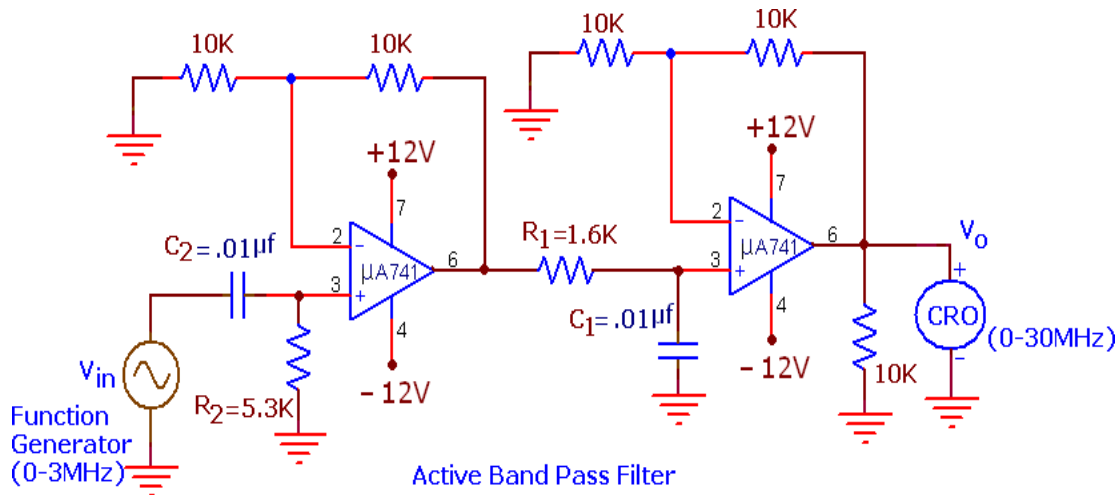 10K
10K
10K
10K
+12V
+12V
7
7
2
2
C2=.01µf
R1=1.6K
µA741
6
µA741
6
Vo
3
3
+
CRO
(0-30MHz)
4
4
C1=.01µf
-12V
-12V
10K
Vin
R2=5.3K
Function
Generator
(0-3MHz)
Active Band Pass Filter